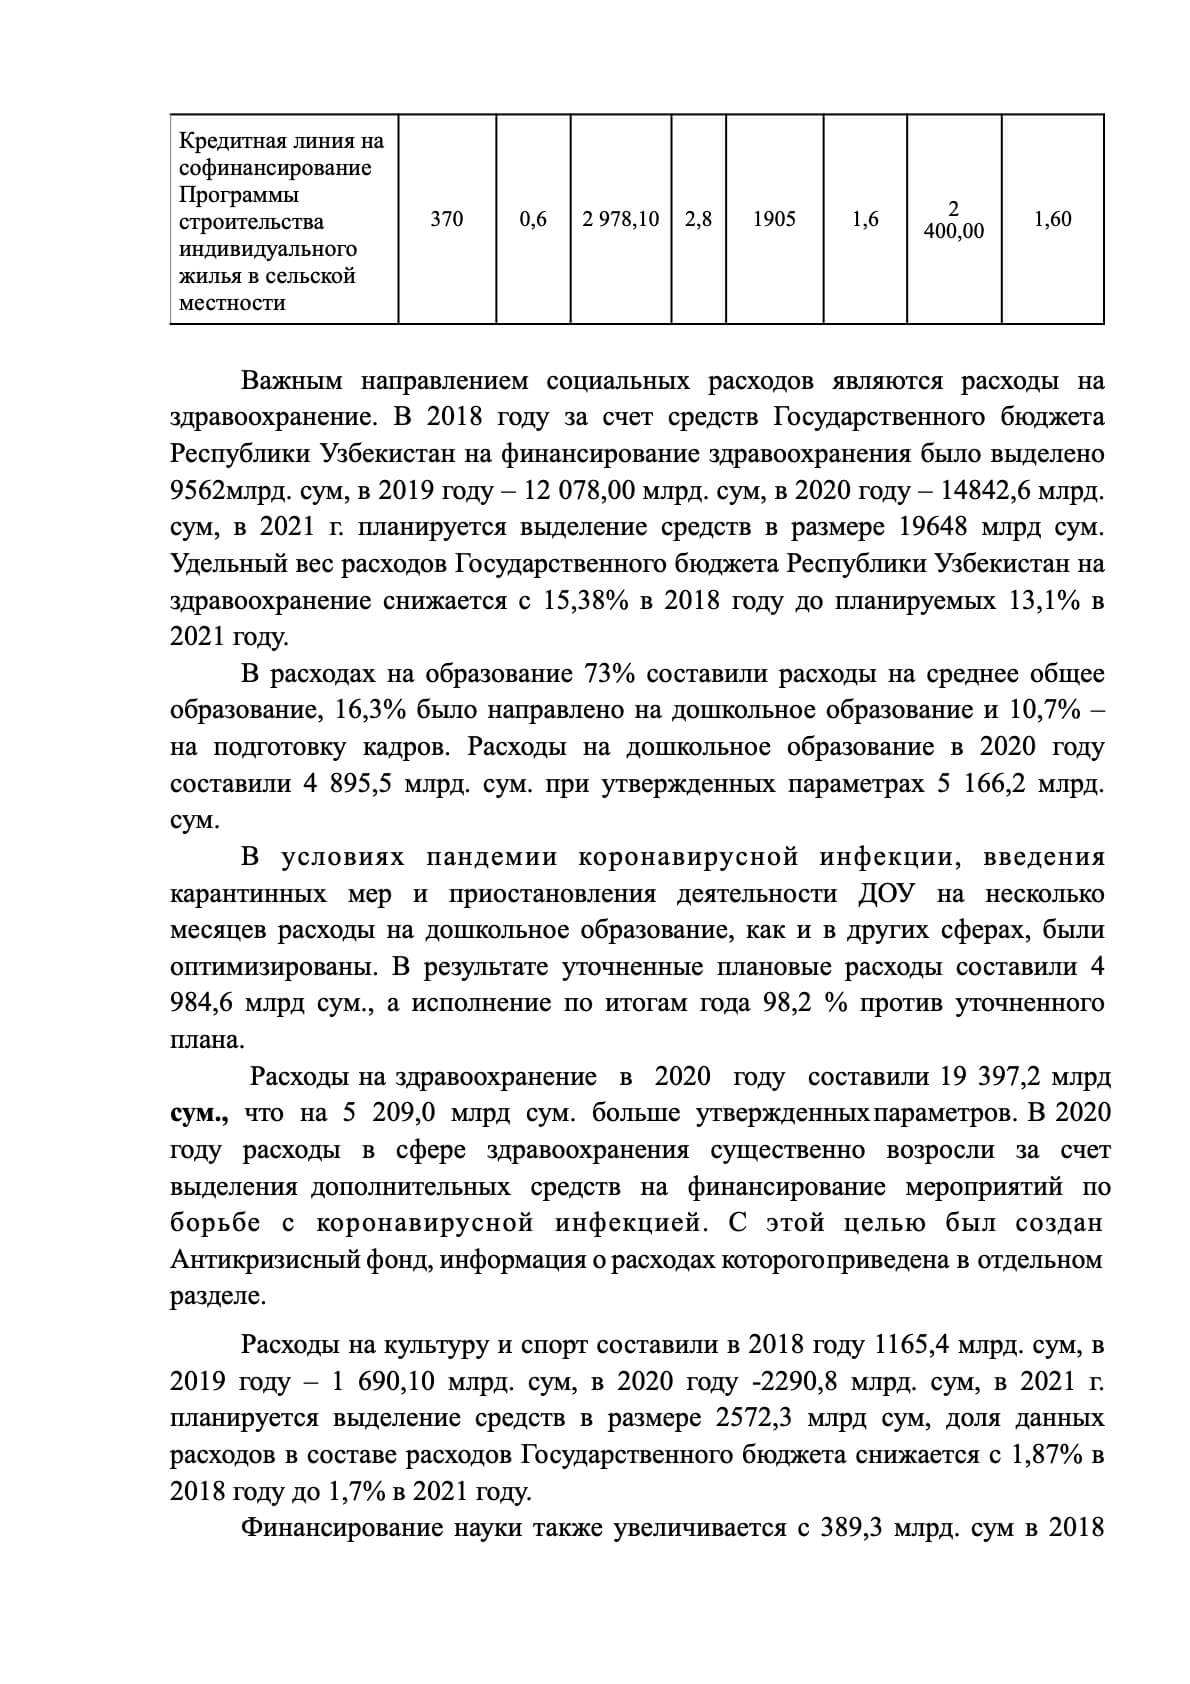 Кредитная линия на
софинансирование
Программы
строительства
индивидуального
жилья в сельской
местности
370
0,6
2 978,10
2,8
1905
1,6
2
400,00
1,60
Важным направлением социальных расходов являются расходы на
здравоохранение. В 2018 году за счет средств Государственного бюджета
Республики Узбекистан на финансирование здравоохранения было выделено
9562млрд. сум, в 2019 году – 12 078,00 млрд. сум, в 2020 году – 14842,6 млрд.
сум, в 2021 г. планируется выделение средств в размере 19648 млрд сум.
Удельный вес расходов Государственного бюджета Республики Узбекистан на
здравоохранение снижается с 15,38% в 2018 году до планируемых 13,1% в
2021 году.
В расходах на образование 73% составили расходы на среднее общее
образование, 16,3% было направлено на дошкольное образование и 10,7% –
на подготовку кадров. Расходы на дошкольное образование в 2020 году
составили 4 895,5 млрд. сум. при утвержденных параметрах 5 166,2 млрд.
сум.
В условиях пандемии коронавирусной инфекции, введения
карантинных мер и приостановления деятельности ДОУ на несколько
месяцев расходы на дошкольное образование, как и в других сферах, были
оптимизированы. В результате уточненные плановые расходы составили 4
984,6 млрд сум., а исполнение по итогам года 98,2 % против уточненного
плана.
Расходы на здравоохранение в 2020 году составили 19 397,2 млрд
сум., что на 5 209,0 млрд сум. больше утвержденныхпараметров. В 2020
году расходы в сфере здравоохранения существенно возросли за счет
выделения дополнительных средств на финансирование мероприятий по
борьбе с коронавирусной инфекцией. С этой целью был создан
Антикризисный фонд, информация о расходах которогоприведена в отдельном
разделе.
Расходы на культуру и спорт составили в 2018 году 1165,4 млрд. сум, в
2019 году – 1 690,10 млрд. сум, в 2020 году -2290,8 млрд. сум, в 2021 г.
планируется выделение средств в размере 2572,3 млрд сум, доля данных
расходов в составе расходов Государственного бюджета снижается с 1,87% в
2018 году до 1,7% в 2021 году.
Финансирование науки также увеличивается с 389,3 млрд. сум в 2018